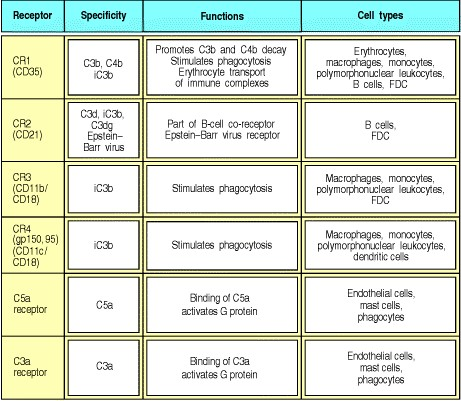 Receptor Specificity Functions Cell types
CR1
(CD35)
C3b, C4b
iC3b
Promotes C3b and C4b decay
Stimulates phagocytosis
Erythrocyte transport
of immune complexes
Erythrocytes,
macrophages, monocytes,
polymorphonuclear leukocytes,
B cells, FDC
CR2
(CD21)
C3d, iC3b,
C3dg
Epstein–
Barr virus
Part of B-cell co-receptor
Epstein–Barr virus receptor
B cells,
FDC
CR3
(CD11b/
CD18)
iC3b
Stimulates phagocytosis
Macrophages, monocytes,
polymorphonuclear leukocytes,
FDC
CR4
(gp150, 95)
(CD11c/
CD18)
iC3b
Stimulates phagocytosis
Macrophages, monocytes,
polymorphonuclear leukocytes,
dendritic cells
C5a
receptor
C5a
Binding of C5a
activates G protein
Endothelial cells,
mast cells,
phagocytes
C3a
receptor
C3a
Binding of C3a
activates G protein
Endothelial cells,
mast cells,
phagocytes